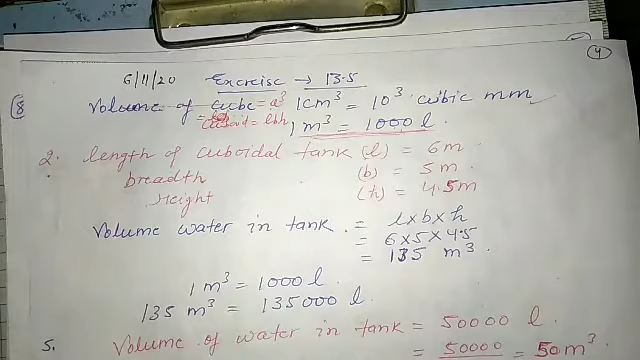 4
6/11/20 Exercise → 13.5
8
Volume of cube = a³ 1cm³ = 10³ cubic mm
cuboid = lbh 1 m³ = 1000 l.
2. length of cuboidal tank (l) = 6m
breadth (b) = 5m
Height (h) = 4.5m
Volume water in tank. = l×b×h
= 6×5×4.5
= 135 m³.
1m³ = 1000 l
135 m³ = 135000 l.
5. Volume of water in tank = 50000 l.
= 50000 = 50m³